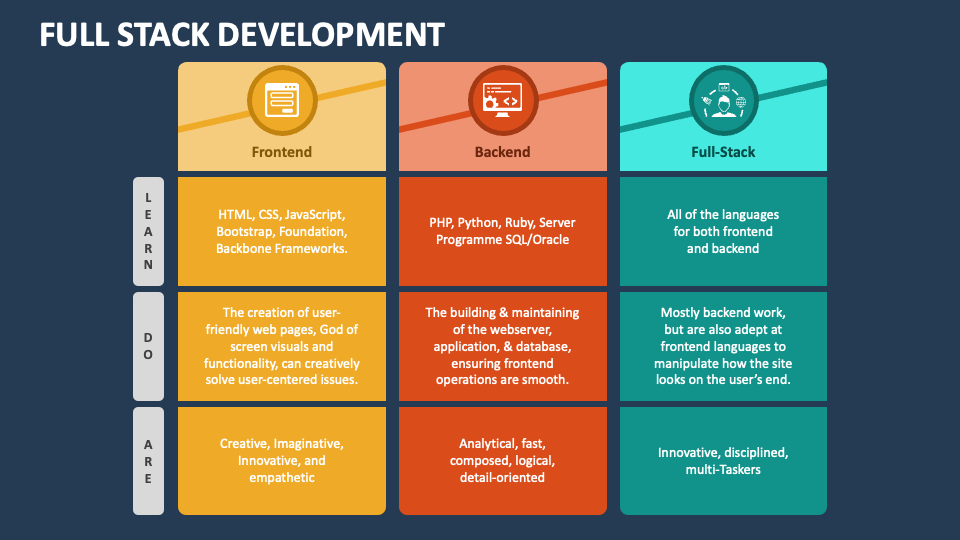 FULL STACK DEVELOPMENT
Frontend
Backend
Full-Stack
LEARN
HTML, CSS, JavaScript,
Bootstrap, Foundation,
Backbone Frameworks.
PHP, Python, Ruby, Server
Programme SQL/Oracle
All of the languages
for both frontend
and backend
DO
The creation of user-
friendly web pages, God of
screen visuals and
functionality, can creatively
solve user-centered issues.
The building & maintaining
of the webserver,
application, & database,
ensuring frontend
operations are smooth.
Mostly backend work,
but are also adept at
frontend languages to
manipulate how the site
looks on the user's end.
ARE
Creative, Imaginative,
Innovative, and
empathetic
Analytical, fast,
composed, logical,
detail-oriented
Innovative, disciplined,
multi-Taskers